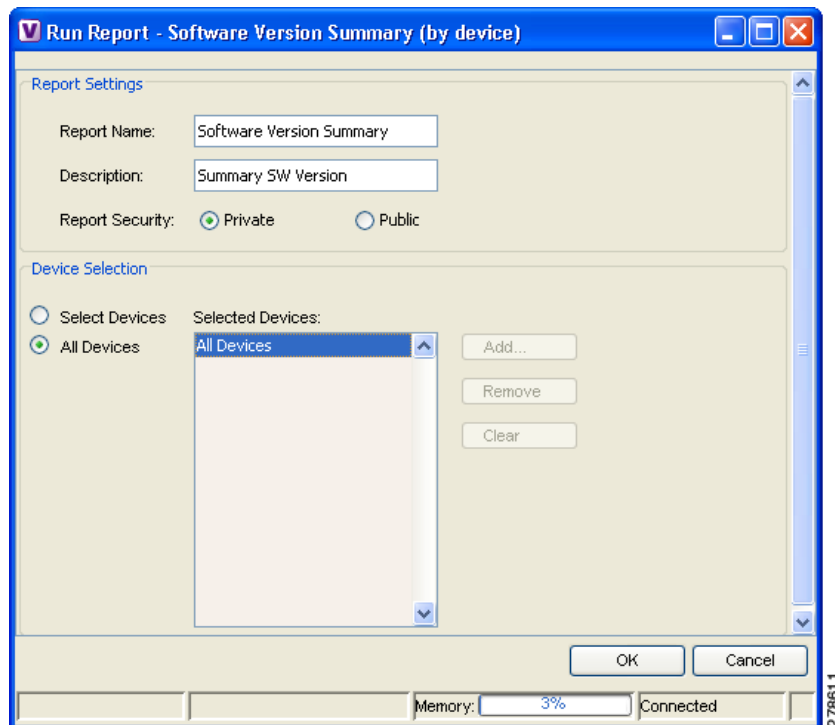 V Run Report - Software Version Summary (by device)
Report Settings
Report Name: Software Version Summary
Description: Summary SW Version
Report Security: Private Public
Device Selection
Select Devices Selected Devices:
All Devices All Devices Add...
Remove
Clear
OK Cancel
Memory: 3% Connected